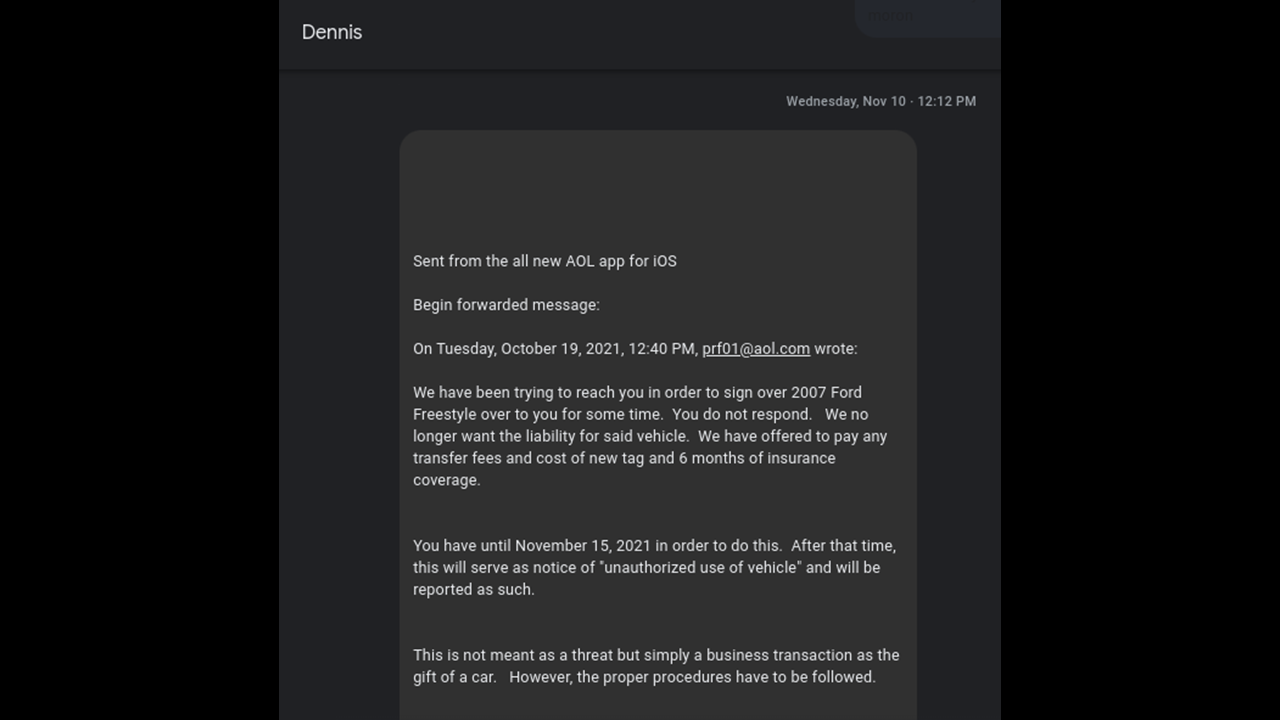 Dennis
moron
Wednesday, Nov 10 · 12:12 PM
Sent from the all new AOL app for iOS
Begin forwarded message:
On Tuesday, October 19, 2021, 12:40 PM, prf01@aol.com wrote:
We have been trying to reach you in order to sign over 2007 Ford
Freestyle over to you for some time.  You do not respond.   We no
longer want the liability for said vehicle.  We have offered to pay any
transfer fees and cost of new tag and 6 months of insurance
coverage.
You have until November 15, 2021 in order to do this.  After that time,
this will serve as notice of "unauthorized use of vehicle" and will be
reported as such.
This is not meant as a threat but simply a business transaction as the
gift of a car.   However, the proper procedures have to be followed.